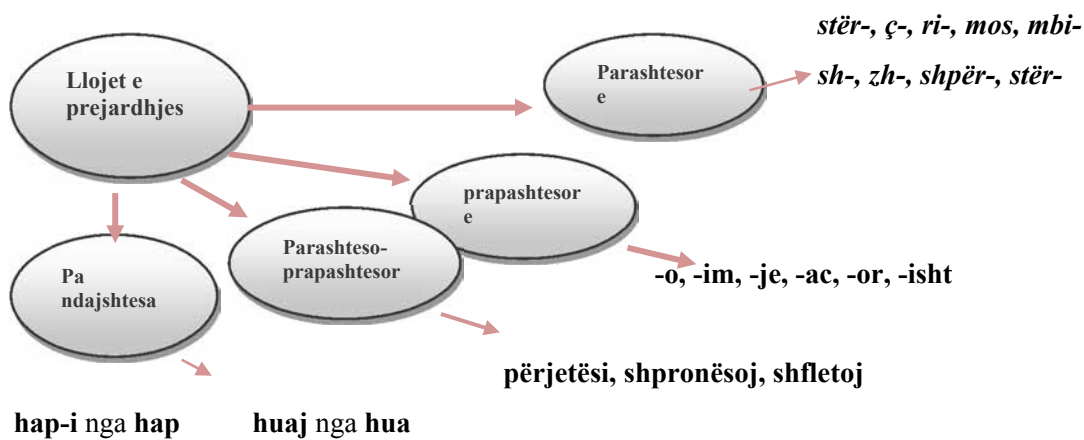 stër-, ç-, ri-, mos, mbi-
sh-, zh-, shpër-, stër-
Llojet e
prejardhjes
Parashtesor
e
prapashtesor
e
Parashteso-
prapashtesor
Pa
ndajshtesa
-o, -im, -je, -ac, -or, -isht
përjetësi, shpronësoj, shfletoj
hap-i nga hap huaj nga hua